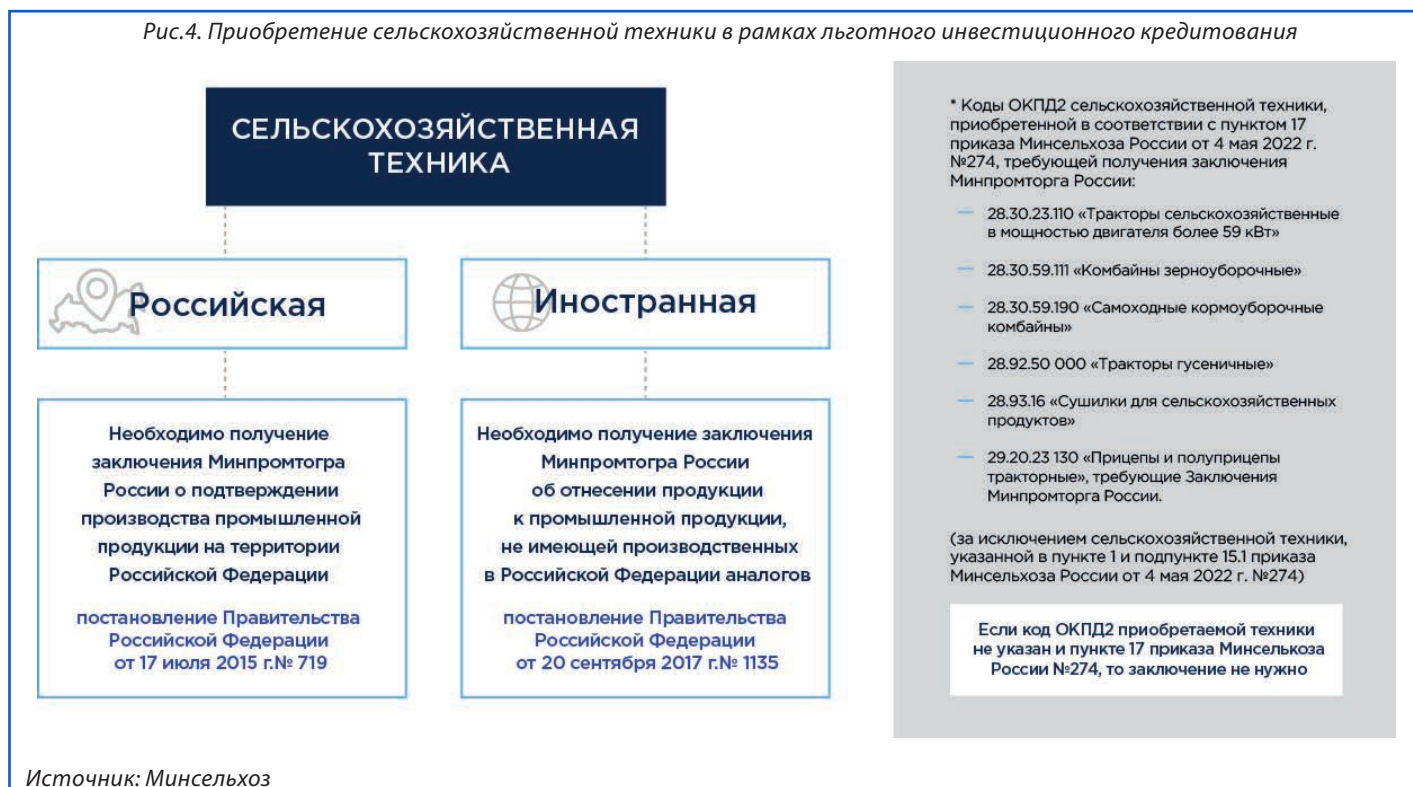 Рис.4. Приобретение сельскохозяйственной техники в рамках льготного инвестиционного кредитования
СЕЛЬСКОХОЗЯЙСТВЕННАЯ
ТЕХНИКА
Российская
Необходимо получение
заключения Минпромтогра
России о подтверждении
производства промышленной
продукции на территории
Российской Федерации
постановление Правительства
Российской Федерации
от 17 июля 2015 г.№ 719
Иностранная
Необходимо получение заключения
Минпромтогра России
об отнесении продукции
к промышленной продукции,
не имеющей производственных
в Российской Федерации аналогов
постановление Правительства
Российской Федерации
от 20 сентября 2017 г.№ 1135
* Коды ОКПД2 сельскохозяйственной техники,
приобретенной в соответствии с пунктом 17
приказа Минсельхоза России от 4 мая 2022 г.
№274, требующей получения заключения
Минпромторга России:
— 28.30.23.110 «Тракторы сельскохозяйственные
в мощностью двигателя более 59 кВт»
— 28.30.59.111 «Комбайны зерноуборочные»
— 28.30.59.190 «Самоходные кормоуборочные
комбайны»
— 28.92.50 000 «Тракторы гусеничные»
— 28.93.16 «Сушилки для сельскохозяйственных
продуктов»
— 29.20.23 130 «Прицепы и полуприцепы
тракторные», требующие Заключения
Минпромторга России.
(за исключением сельскохозяйственной техники,
указанной в пункте 1 и подпункте 15.1 приказа
Минсельхоза России от 4 мая 2022 г. №274)
Если код ОКПД2 приобретаемой техники
не указан и пункте 17 приказа Минселькоза
России №274, то заключение не нужно
Источник: Минсельхоз